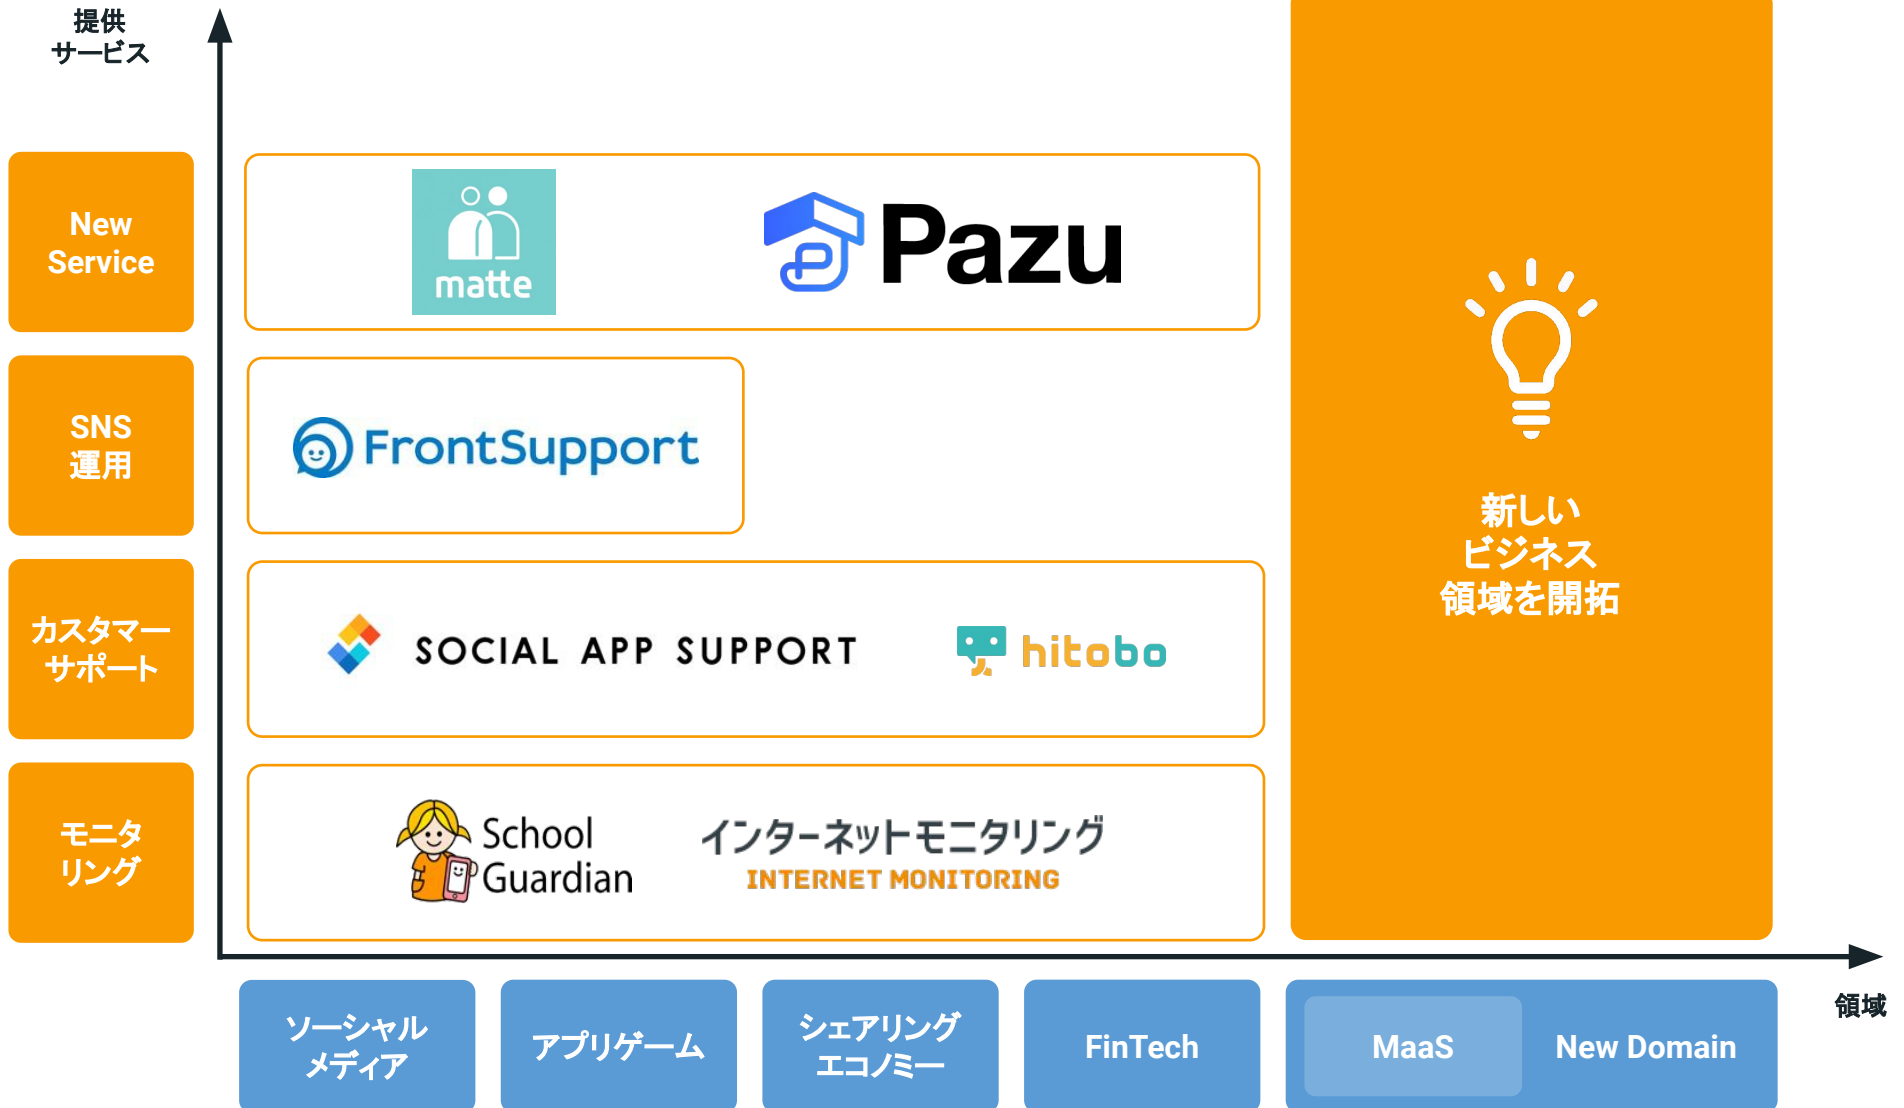 提供
サービス
New
Service
matte
Pazu
SNS
運用
FrontSupport
新しい
ビジネス
領域を開拓
カスタマー
サポート
SOCIAL APP SUPPORT
hitobo
モニタ
リング
School
Guardian
インターネットモニタリング
INTERNET MONITORING
領域
ソーシャル
メディア
アプリゲーム
シェアリング
エコノミー
FinTech
MaaS
New Domain